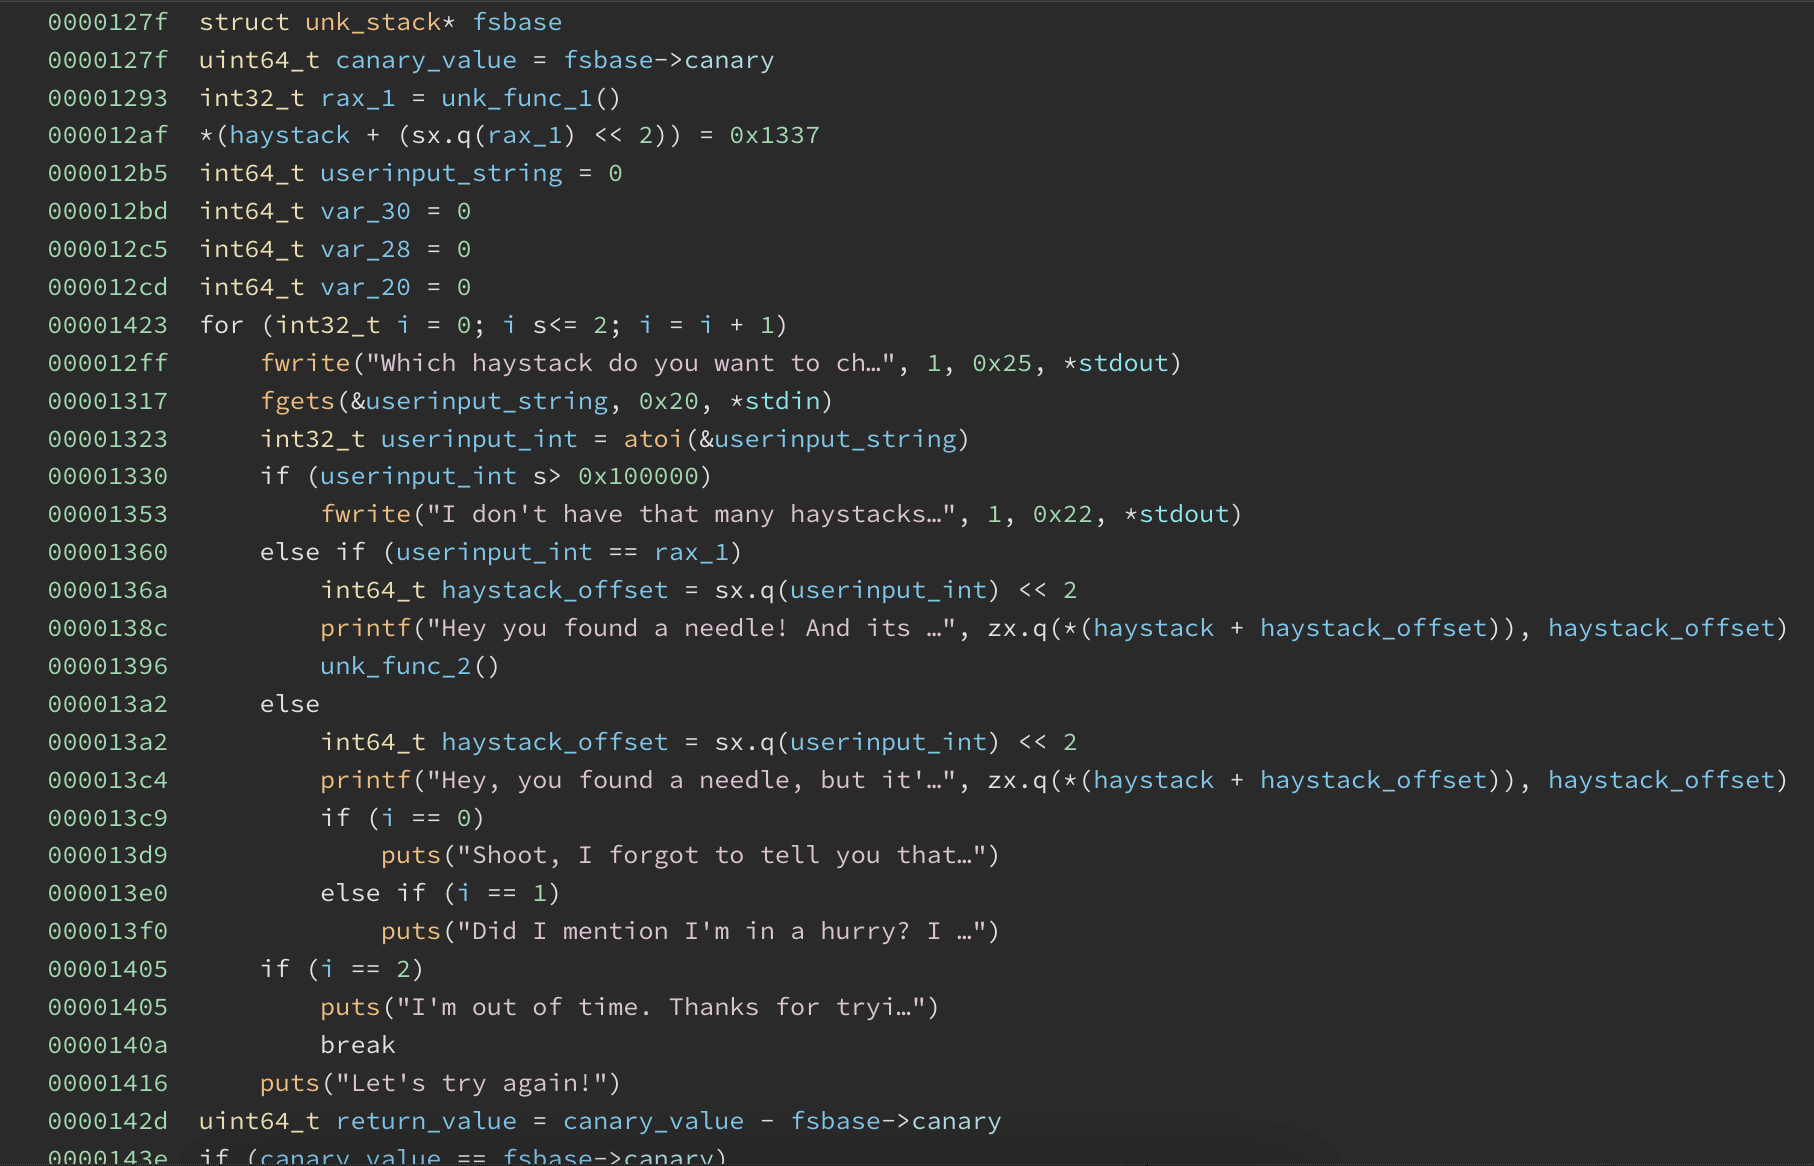 0000127f  struct unk_stack* fsbase
0000127f  uint64_t canary_value = fsbase->canary
00001293  int32_t rax_1 = unk_func_1()
000012af  *(haystack + (sx.q(rax_1) << 2)) = 0x1337
000012b5  int64_t userinput_string = 0
000012bd  int64_t var_30 = 0
000012c5  int64_t var_28 = 0
000012cd  int64_t var_20 = 0
00001423  for (int32_t i = 0; i s<= 2; i = i + 1)
000012ff      fwrite("Which haystack do you want to ch…", 1, 0x25, *stdout)
00001317      fgets(&userinput_string, 0x20, *stdin)
00001323      int32_t userinput_int = atoi(&userinput_string)
00001330      if (userinput_int s> 0x100000)
00001353          fwrite("I don't have that many haystacks…", 1, 0x22, *stdout)
00001360      else if (userinput_int == rax_1)
0000136a          int64_t haystack_offset = sx.q(userinput_int) << 2
0000138c          printf("Hey you found a needle! And its …", zx.q(*(haystack + haystack_offset)), haystack_offset)
00001396          unk_func_2()
000013a2      else
000013a2          int64_t haystack_offset = sx.q(userinput_int) << 2
000013c4          printf("Hey, you found a needle, but it'…", zx.q(*(haystack + haystack_offset)), haystack_offset)
000013c9          if (i == 0)
000013d9              puts("Shoot, I forgot to tell you that…")
000013e0          else if (i == 1)
000013f0              puts("Did I mention I'm in a hurry? I …")
00001405      if (i == 2)
00001405          puts("I'm out of time. Thanks for tryi…")
0000140a          break
00001416      puts("Let's try again!")
0000142d  uint64_t return_value = canary_value - fsbase->canary
0000143e  if (canary_value == fsbase->canary)